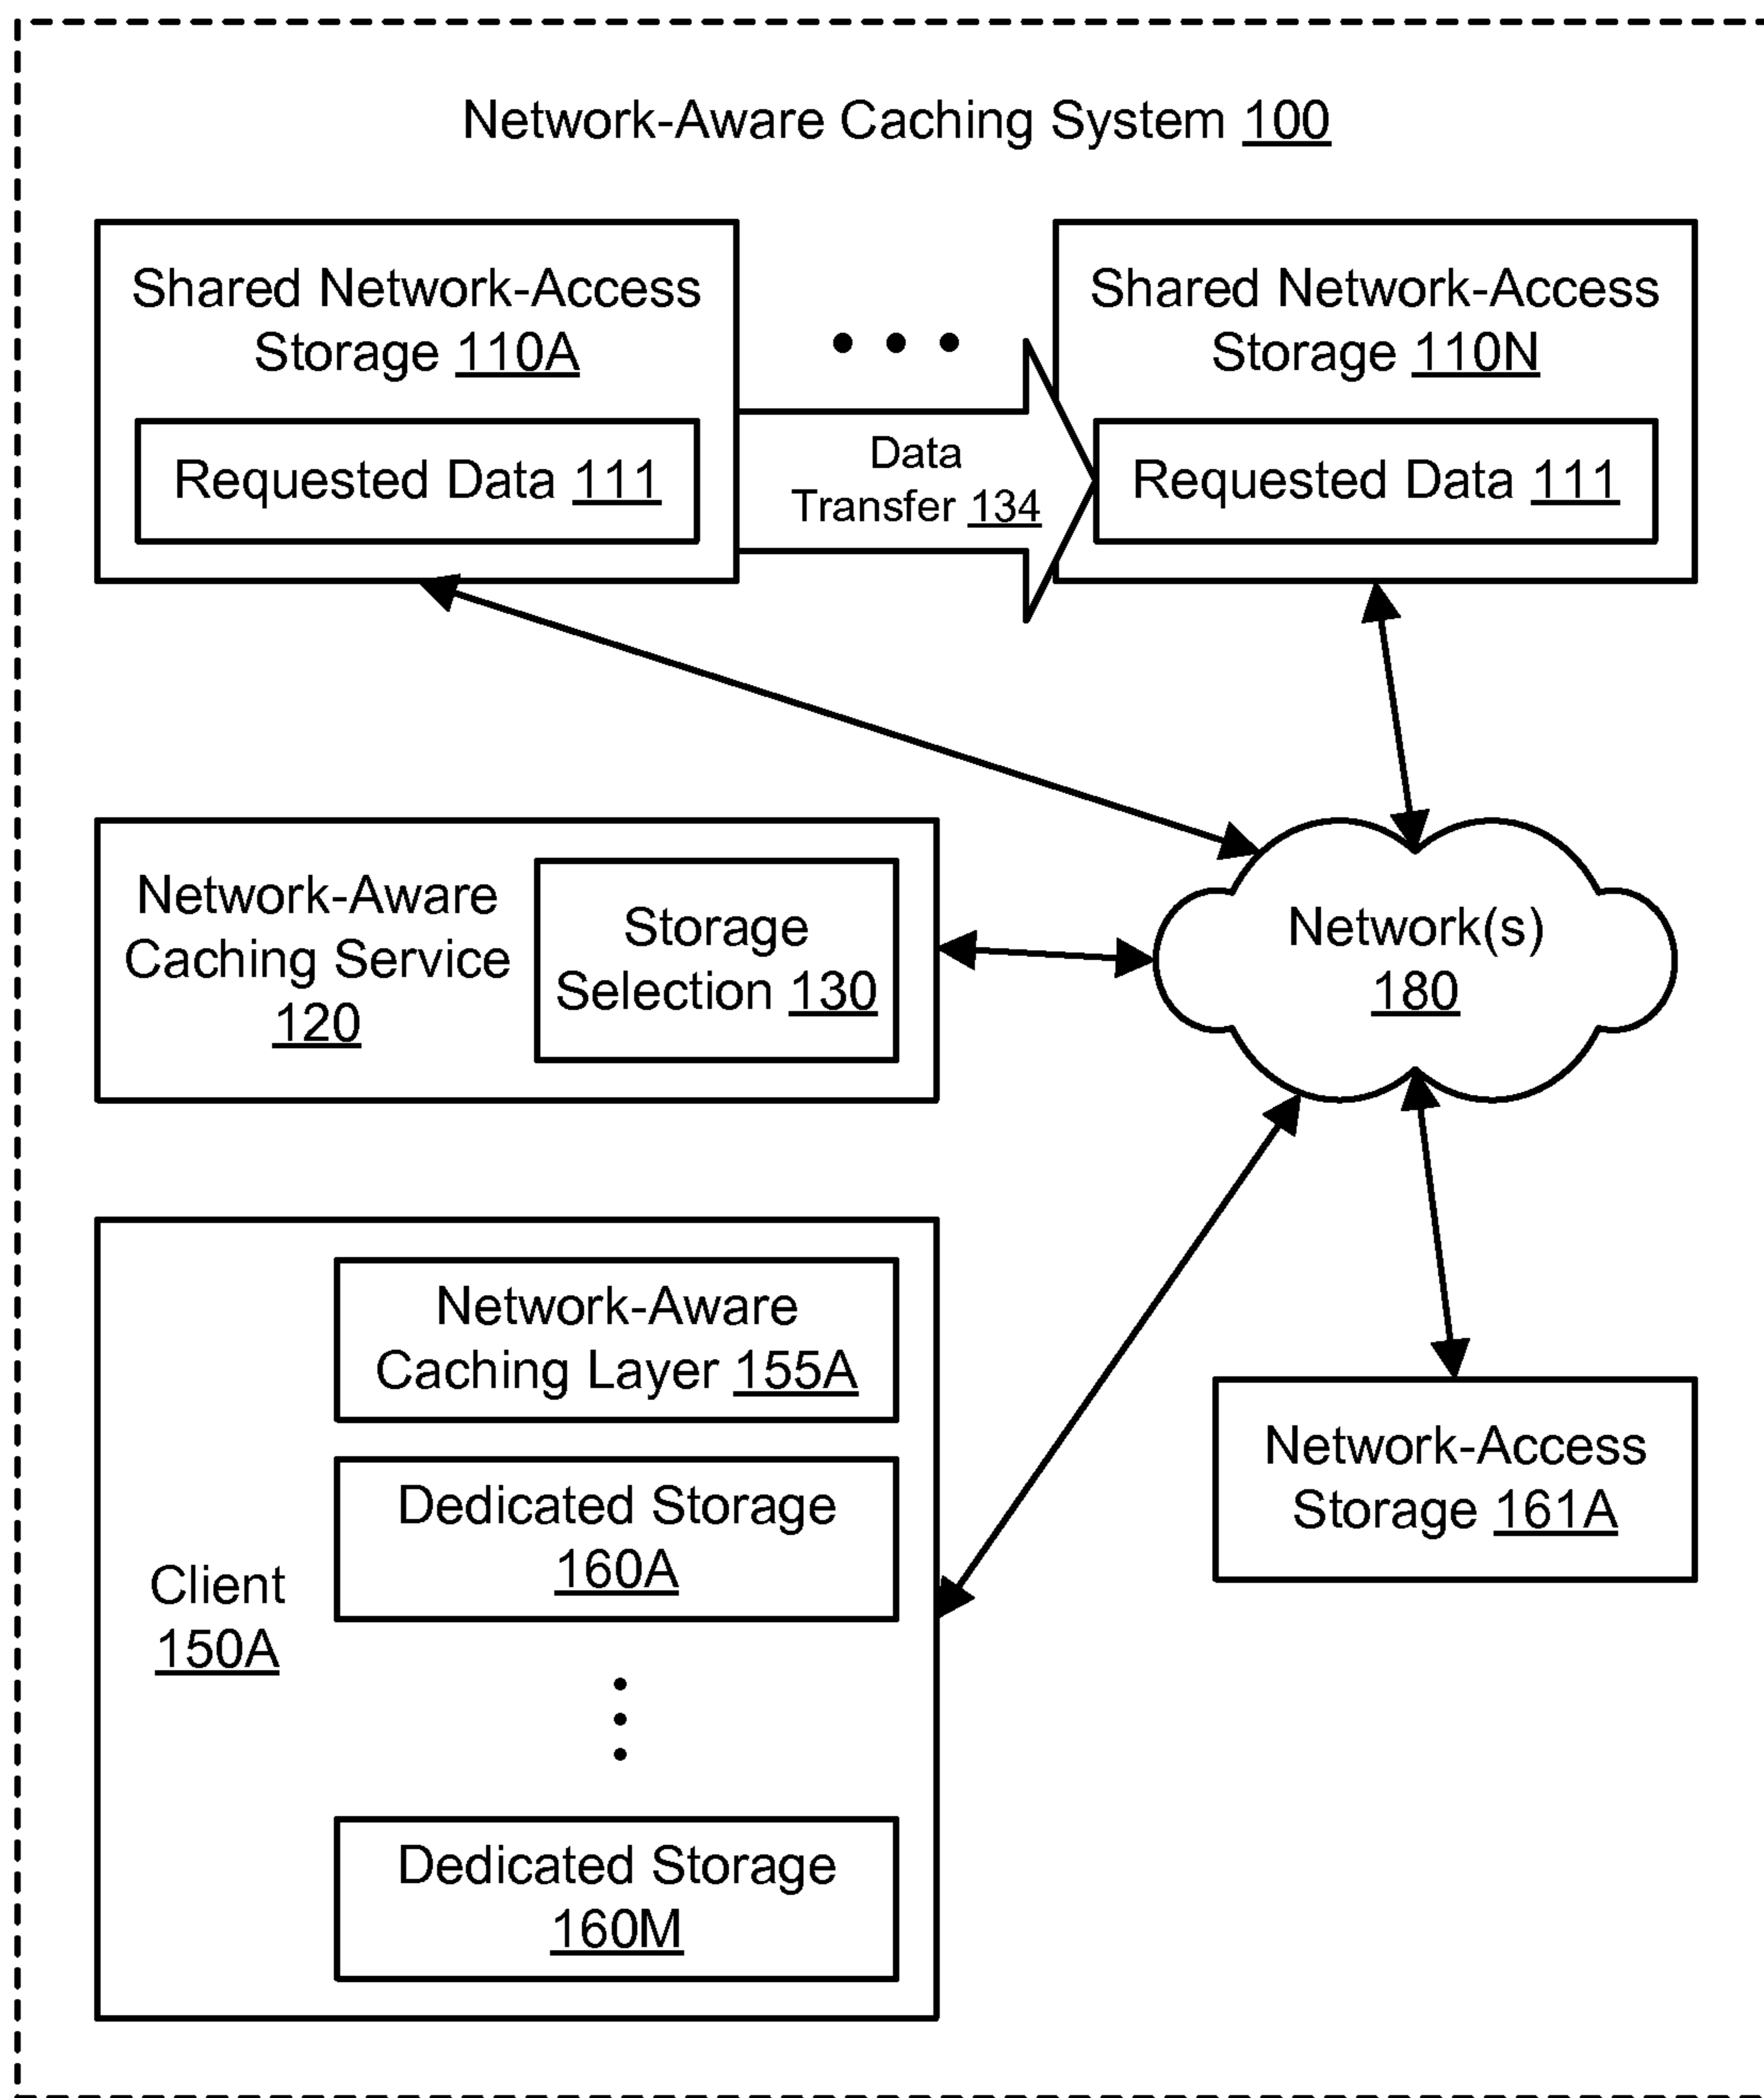 Network-Aware Caching System 100
Shared Network-Access
Storage 110A
Requested Data 111
Data
Transfer 134
Shared Network-Access
Storage 110N
Requested Data 111
Network-Aware
Caching Service
120
Storage
Selection 130
Network(s)
180
Client
150A
Network-Aware
Caching Layer 155A
Dedicated Storage
160A
Dedicated Storage
160M
Network-Access
Storage 161A